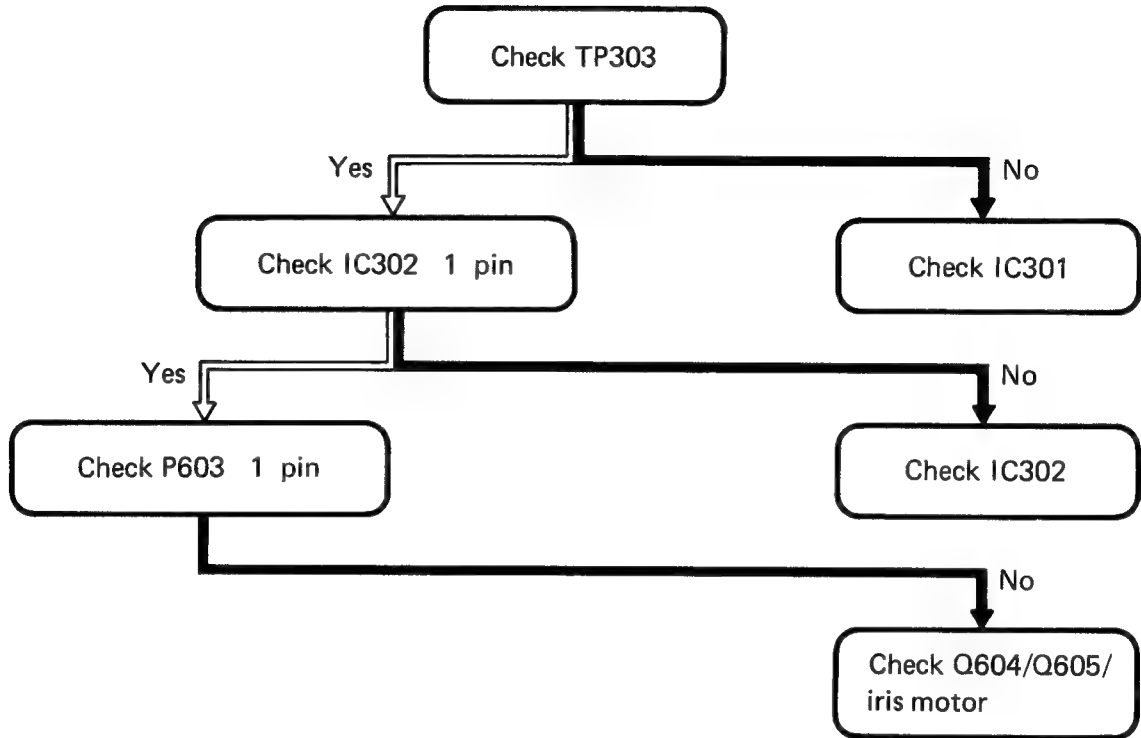 Check TP303
Yes
No
Check IC302 1 pin
Check IC301
Yes
No
Check P603 1 pin
Check IC302
No
Check Q604/Q605/
iris motor